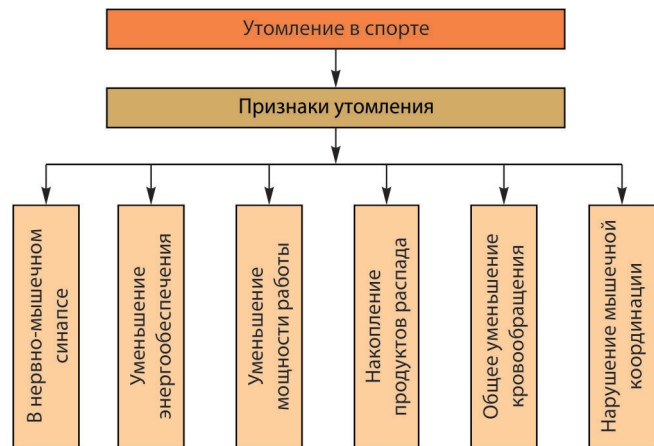 Утомление в спорте
Признаки утомления
В нервно-мышечном
синапсе
Уменьшение
энергообеспечения
Уменьшение
мощности работы
Накопление
продуктов распада
Общее уменьшение
кровообращения
Нарушение мышечной
координации